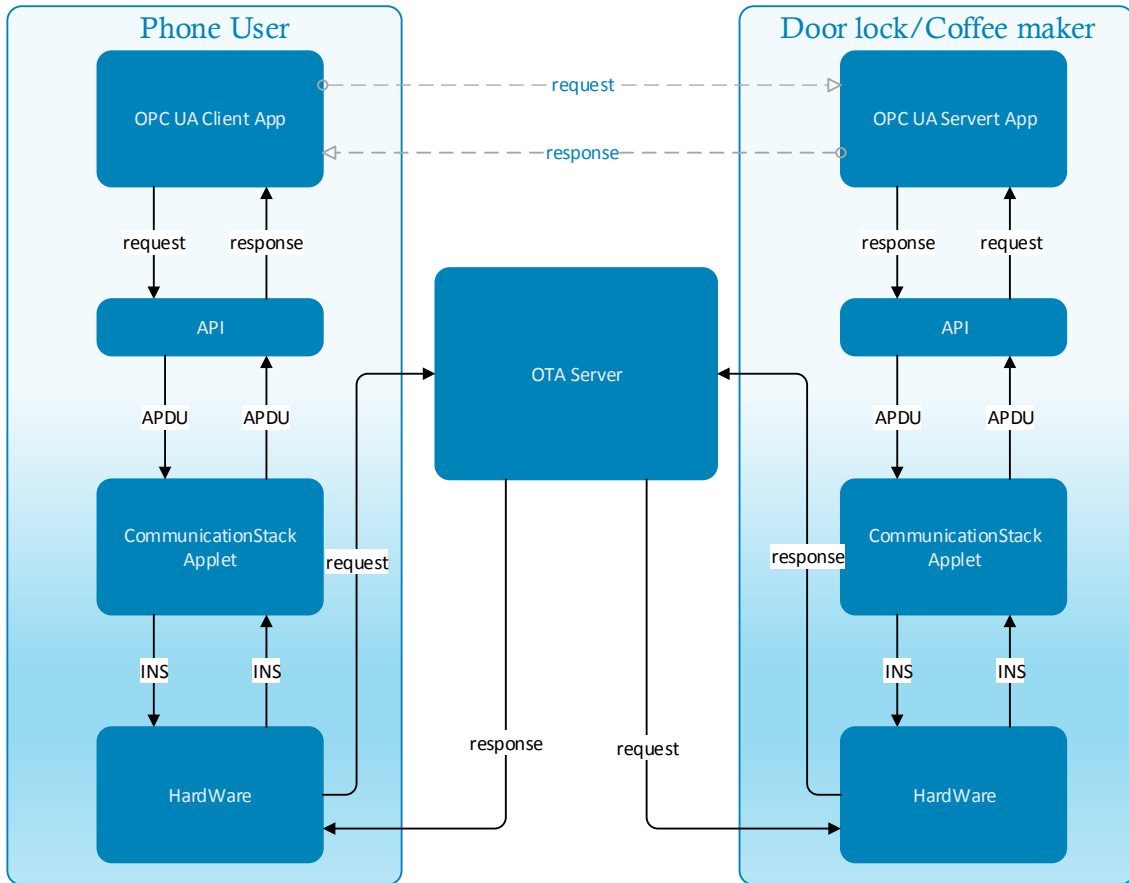 Phone User
Door lock/Coffee maker
OPC UA Client App
request
OPC UA Servert App
response
request
response
response
request
API
OTA Server
API
APDU
APDU
APDU
APDU
CommunicationStack
Applet
request
response
CommunicationStack
Applet
INS
INS
INS
INS
response
request
HardWare
HardWare